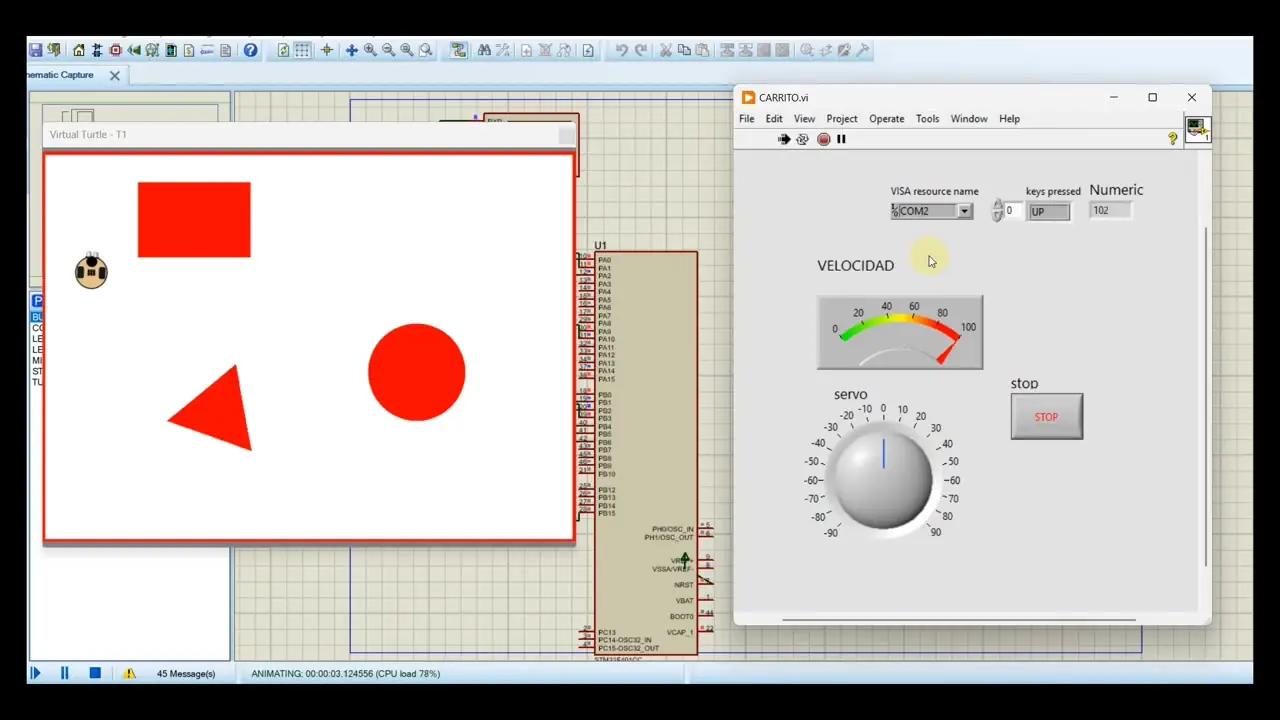 nematic Capture
Virtual Turtle - T1
U1
PA0
PA1
PA2
PA3
PA4
PA5
PA6
PA7
PA8
PA9
PA10
PA11
PA12
PA13
PA14
PA15
PB0
PB1
PB2
PB3
PB4
PB5
PB6
PB7
PB8
PB9
PB10
PB12
PB13
PB14
PB15
PH0/OSC_IN
PH1/OSC_OUT
VREF+
VSSA/VREF-
NRST
VBAT
BOOT0
VCAP_1
PC13
PC14-OSC32_IN
PC15-OSC32_OUT
CARRITO.vi
File Edit View Project Operate Tools Window Help
VISA resource name keys pressed Numeric
COM2 0 UP 102
VELOCIDAD
0 20 40 60 80 100
servo
-90 -80 -70 -60 -50 -40 -30 -20 -10 0 10 20 30 40 50 60 70 80 90
stop
STOP
45 Message(s) ANIMATING: 00:00:03.124556 (CPU load 78%)